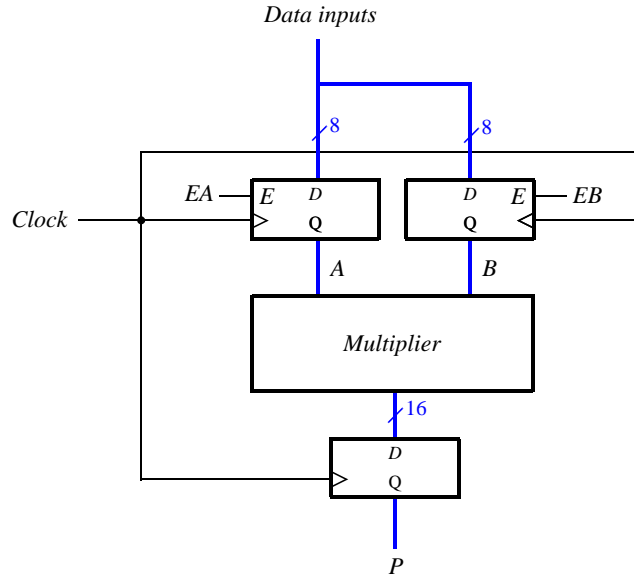 Data inputs
8 8
EA E D D E EB
Clock Q Q
A B
Multiplier
16
D
Q
P